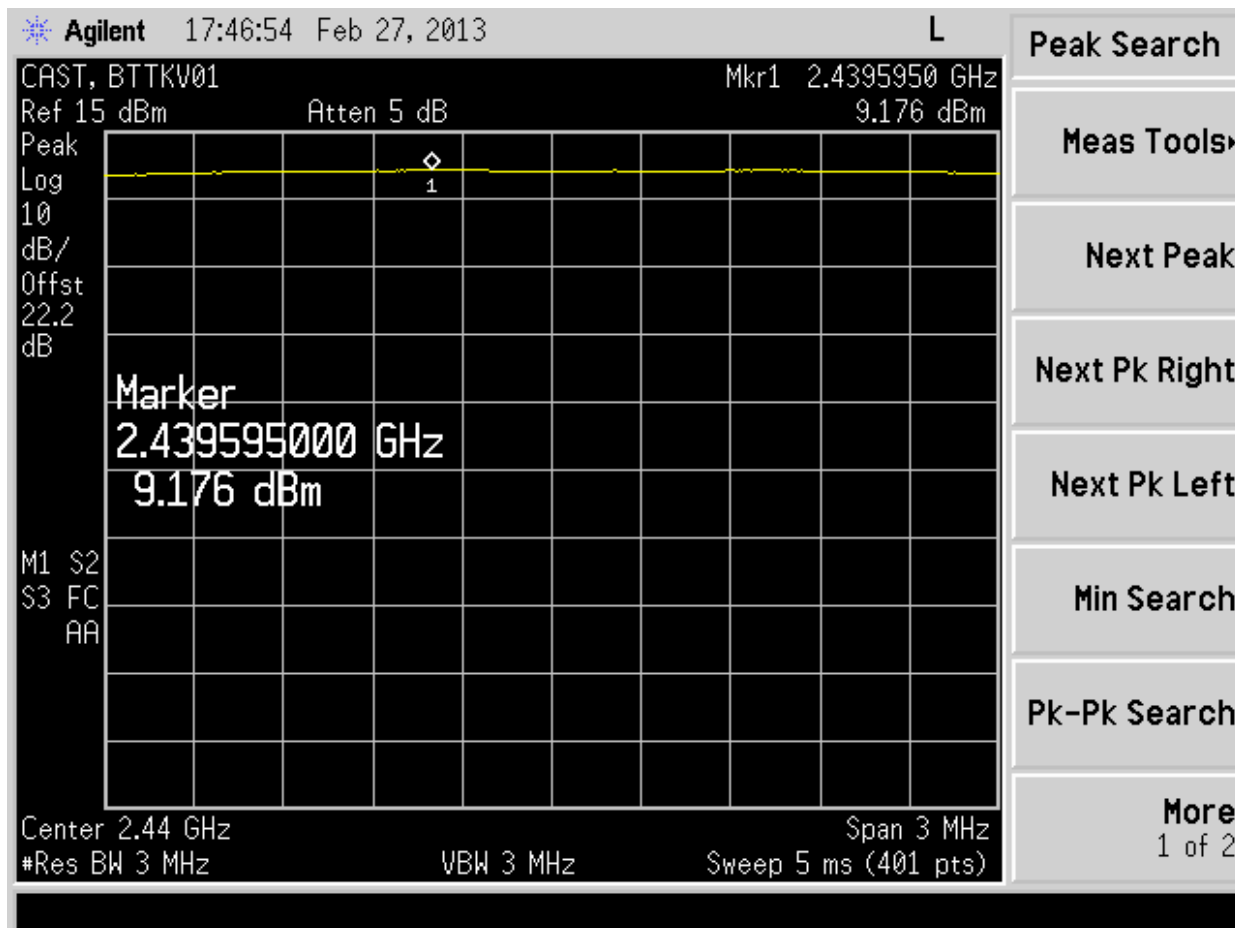 Agilent 17:46:54 Feb 27, 2013 L
Peak Search
CAST, BTTKV01 Mkr1 2.4395950 GHz
Ref 15 dBm Atten 5 dB 9.176 dBm
Peak
Log
10
dB/
Offst
22.2
dB
1
Marker
2.439595000 GHz
9.176 dBm
M1 S2
S3 FC
AA
Center 2.44 GHz Span 3 MHz
#Res BW 3 MHz VBW 3 MHz Sweep 5 ms (401 pts)
Meas Tools
Next Peak
Next Pk Right
Next Pk Left
Min Search
Pk-Pk Search
More
1 of 2